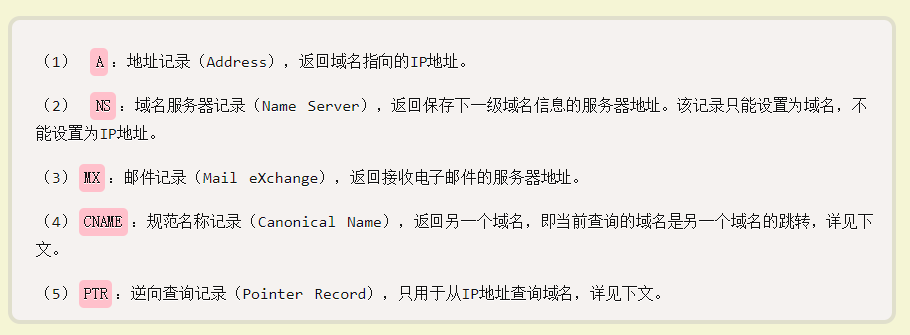 （1） A：地址记录（Address），返回域名指向的IP地址。
（2） NS：域名服务器记录（Name Server），返回保存下一级域名信息的服务器地址。该记录只能设置为域名，不
能设置为IP地址。
（3）MX：邮件记录（Mail eXchange），返回接收电子邮件的服务器地址。
（4）CNAME：规范名称记录（Canonical Name），返回另一个域名，即当前查询的域名是另一个域名的跳转，详见下
文。
（5）PTR：逆向查询记录（Pointer Record），只用于从IP地址查询域名，详见下文。